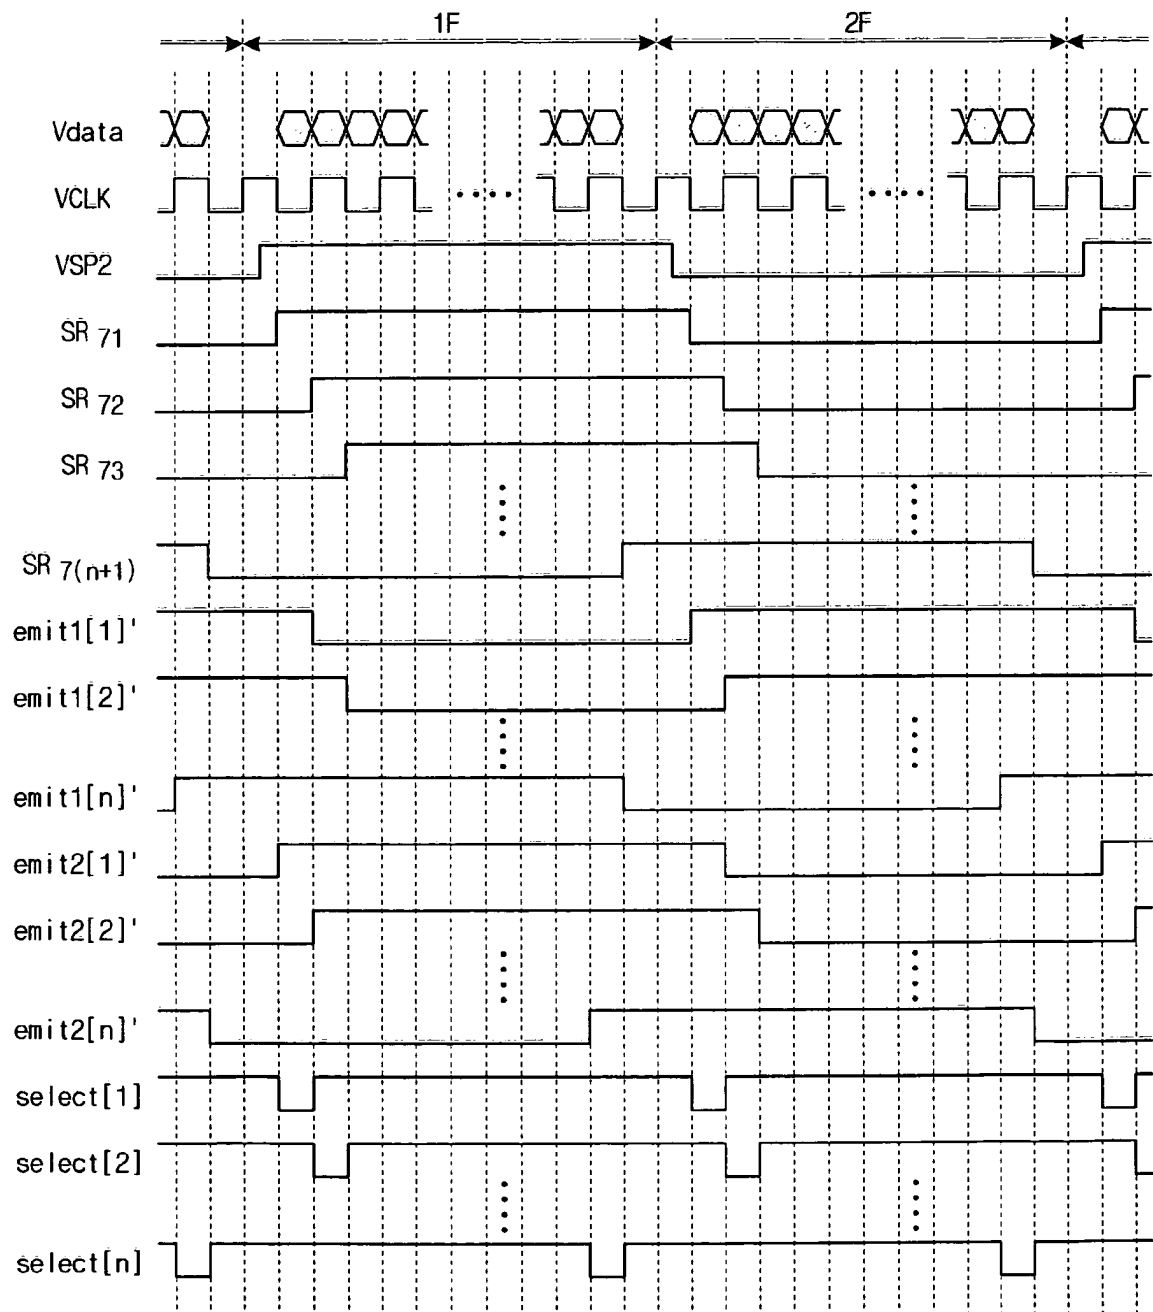 1F 2F
Vdata
VCLK
VSP2
SR 71
SR 72
SR 73
SR 7(n+1)
emit1[1]'
emit1[2]'
emit1[n]'
emit2[1]'
emit2[2]'
emit2[n]'
select[1]
select[2]
select[n]